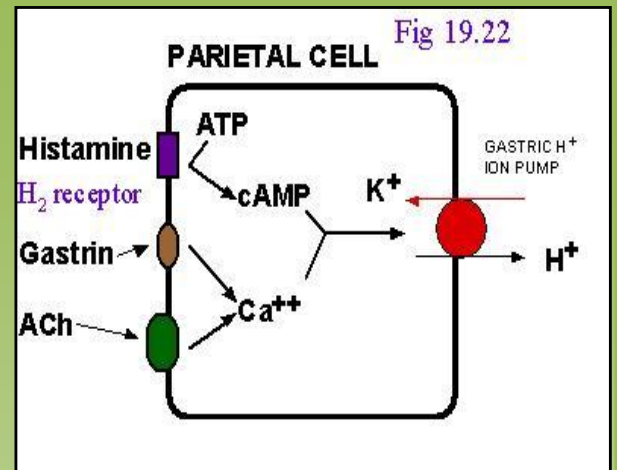 Fig 19.22
PARIETAL CELL
ATP
Histamine
H₂ receptor
cAMP
K⁺
GASTRIC H⁺
ION PUMP
Gastrin
H⁺
Ca⁺⁺
ACh